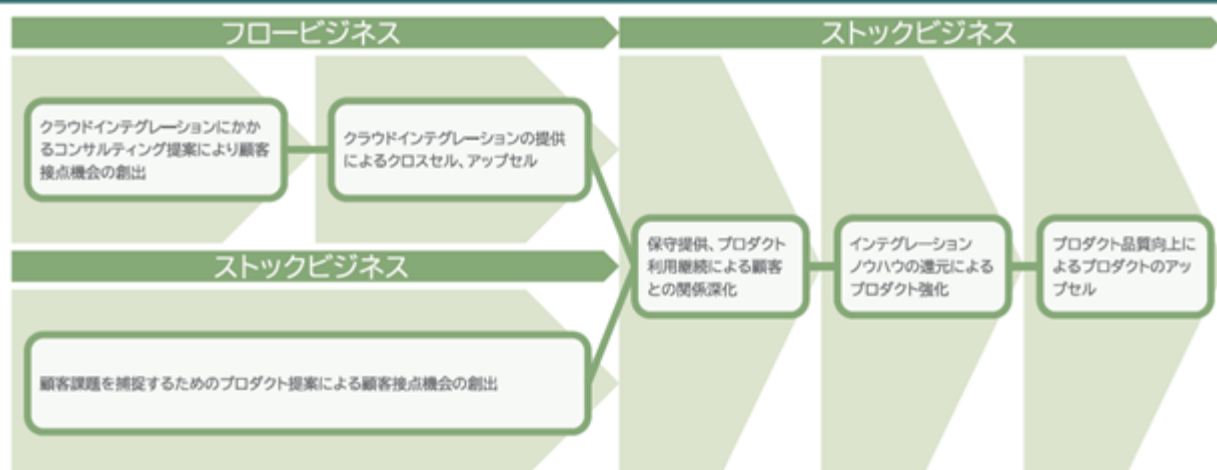 フロービジネス
ストックビジネス
クラウドインテグレーションにかか
るコンサルティング提案により顧客
接点機会の創出
クラウドインテグレーションの提供
によるクロスセル、アップセル
ストックビジネス
顧客課題を捕捉するためのプロダクト提案による顧客接点機会の創出
保守提供、プロダクト
利用継続による顧客
との関係深化
インテグレーション
ノウハウの還元による
プロダクト強化
プロダクト品質向上に
よるプロダクトのアッ
プセル